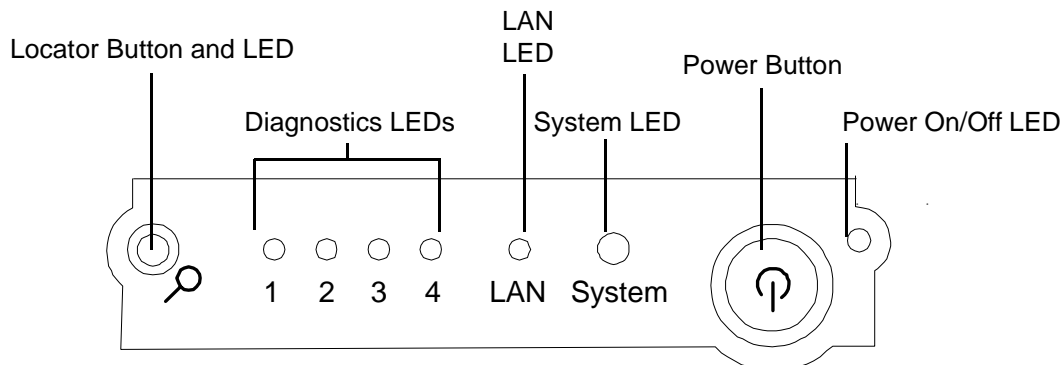 LAN
LED
Locator Button and LED
Power Button
Diagnostics LEDs
System LED
Power On/Off LED
1 2 3 4 LAN System